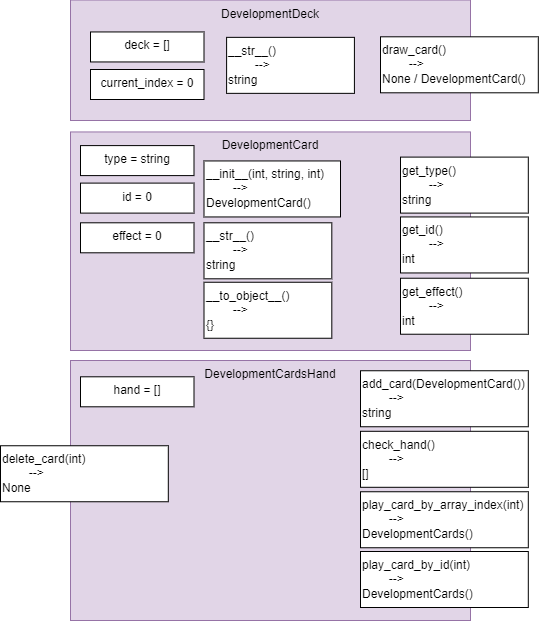 DevelopmentDeck
deck = []
current_index = 0
__str__()
-->
string
draw_card()
-->
None / DevelopmentCard()
DevelopmentCard
type = string
id = 0
effect = 0
__init__(int, string, int)
-->
DevelopmentCard()
__str__()
-->
string
__to_object__()
-->
{}
get_type()
-->
string
get_id()
-->
int
get_effect()
-->
int
DevelopmentCardsHand
hand = []
delete_card(int)
-->
None
add_card(DevelopmentCard())
-->
string
check_hand()
-->
[]
play_card_by_array_index(int)
-->
DevelopmentCards()
play_card_by_id(int)
-->
DevelopmentCards()